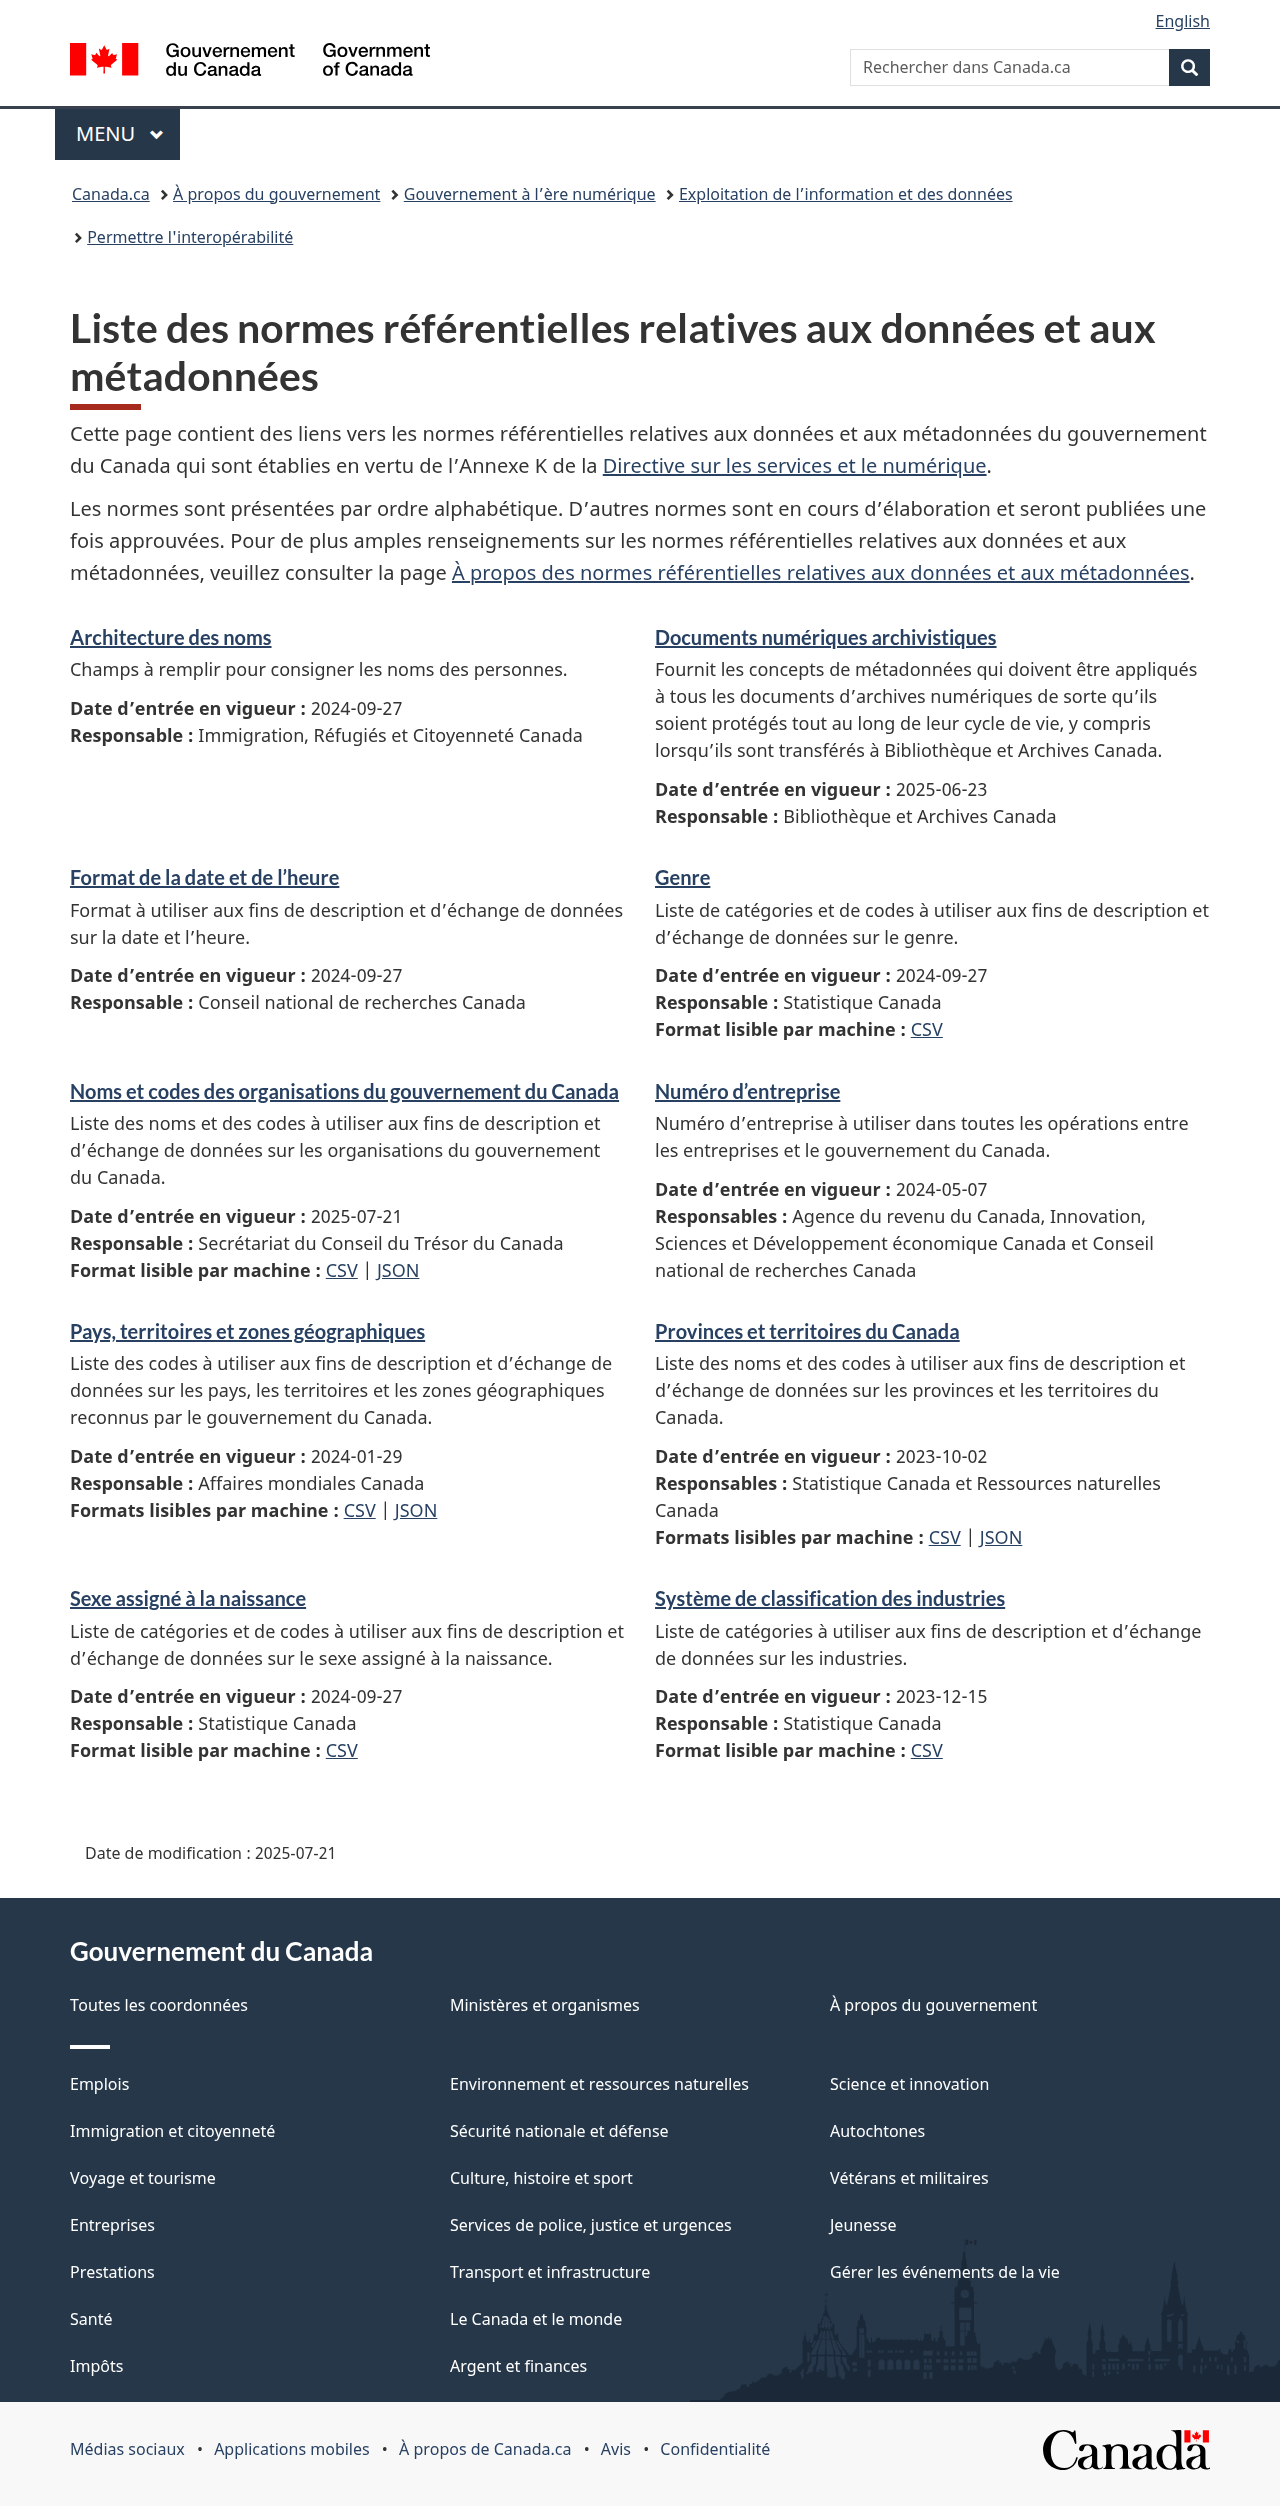 English
Gouvernement
du Canada
Government
of Canada
Rechercher dans Canada.ca
MENU
Canada.ca
À propos du gouvernement
Gouvernement à l’ère numérique
Exploitation de l’information et des données
Permettre l'interopérabilité
Liste des normes référentielles relatives aux données et aux
métadonnées
Cette page contient des liens vers les normes référentielles relatives aux données et aux métadonnées du gouvernement
du Canada qui sont établies en vertu de l’Annexe K de la Directive sur les services et le numérique.
Les normes sont présentées par ordre alphabétique. D’autres normes sont en cours d’élaboration et seront publiées une
fois approuvées. Pour de plus amples renseignements sur les normes référentielles relatives aux données et aux
métadonnées, veuillez consulter la page À propos des normes référentielles relatives aux données et aux métadonnées.
Architecture des noms
Champs à remplir pour consigner les noms des personnes.
Date d’entrée en vigueur : 2024-09-27
Responsable : Immigration, Réfugiés et Citoyenneté Canada
Documents numériques archivistiques
Fournit les concepts de métadonnées qui doivent être appliqués
à tous les documents d’archives numériques de sorte qu’ils
soient protégés tout au long de leur cycle de vie, y compris
lorsqu’ils sont transférés à Bibliothèque et Archives Canada.
Date d’entrée en vigueur : 2025-06-23
Responsable : Bibliothèque et Archives Canada
Format de la date et de l’heure
Format à utiliser aux fins de description et d’échange de données
sur la date et l’heure.
Date d’entrée en vigueur : 2024-09-27
Responsable : Conseil national de recherches Canada
Genre
Liste de catégories et de codes à utiliser aux fins de description et
d’échange de données sur le genre.
Date d’entrée en vigueur : 2024-09-27
Responsable : Statistique Canada
Format lisible par machine : CSV
Noms et codes des organisations du gouvernement du Canada
Liste des noms et des codes à utiliser aux fins de description et
d’échange de données sur les organisations du gouvernement
du Canada.
Date d’entrée en vigueur : 2025-07-21
Responsable : Secrétariat du Conseil du Trésor du Canada
Format lisible par machine : CSV | JSON
Numéro d’entreprise
Numéro d’entreprise à utiliser dans toutes les opérations entre
les entreprises et le gouvernement du Canada.
Date d’entrée en vigueur : 2024-05-07
Responsables : Agence du revenu du Canada, Innovation,
Sciences et Développement économique Canada et Conseil
national de recherches Canada
Pays, territoires et zones géographiques
Liste des codes à utiliser aux fins de description et d’échange de
données sur les pays, les territoires et les zones géographiques
reconnus par le gouvernement du Canada.
Date d’entrée en vigueur : 2024-01-29
Responsable : Affaires mondiales Canada
Formats lisibles par machine : CSV | JSON
Provinces et territoires du Canada
Liste des noms et des codes à utiliser aux fins de description et
d’échange de données sur les provinces et les territoires du
Canada.
Date d’entrée en vigueur : 2023-10-02
Responsables : Statistique Canada et Ressources naturelles
Canada
Formats lisibles par machine : CSV | JSON
Sexe assigné à la naissance
Liste de catégories et de codes à utiliser aux fins de description et
d’échange de données sur le sexe assigné à la naissance.
Date d’entrée en vigueur : 2024-09-27
Responsable : Statistique Canada
Format lisible par machine : CSV
Système de classification des industries
Liste de catégories à utiliser aux fins de description et d’échange
de données sur les industries.
Date d’entrée en vigueur : 2023-12-15
Responsable : Statistique Canada
Format lisible par machine : CSV
Date de modification : 2025-07-21
Gouvernement du Canada
Toutes les coordonnées
Ministères et organismes
À propos du gouvernement
Emplois
Environnement et ressources naturelles
Science et innovation
Immigration et citoyenneté
Sécurité nationale et défense
Autochtones
Voyage et tourisme
Culture, histoire et sport
Vétérans et militaires
Entreprises
Services de police, justice et urgences
Jeunesse
Prestations
Transport et infrastructure
Gérer les événements de la vie
Santé
Le Canada et le monde
Impôts
Argent et finances
Médias sociaux • Applications mobiles • À propos de Canada.ca • Avis • Confidentialité
Canada